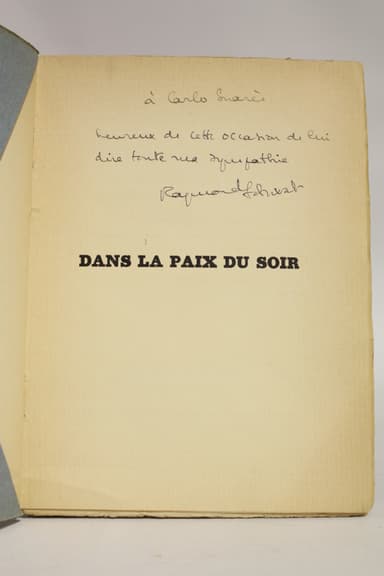 à Carlo Suarès
heureux de cette occasion de lui
dire toute ma sympathie
Raymond Schwab
DANS LA PAIX DU SOIR